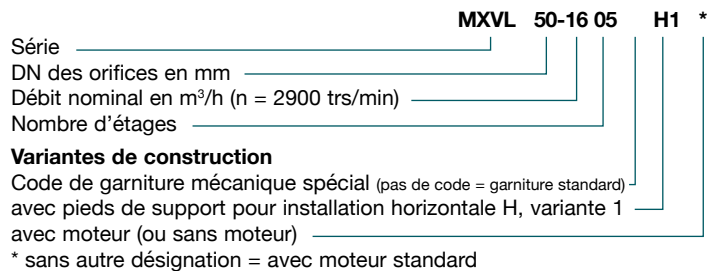 MXVL 50-16 05 H1 *
Série
DN des orifices en mm
Débit nominal en m³/h (n = 2900 trs/min)
Nombre d'étages
Variantes de construction
Code de garniture mécanique spécial (pas de code = garniture standard)
avec pieds de support pour installation horizontale H, variante 1
avec moteur (ou sans moteur)
* sans autre désignation = avec moteur standard